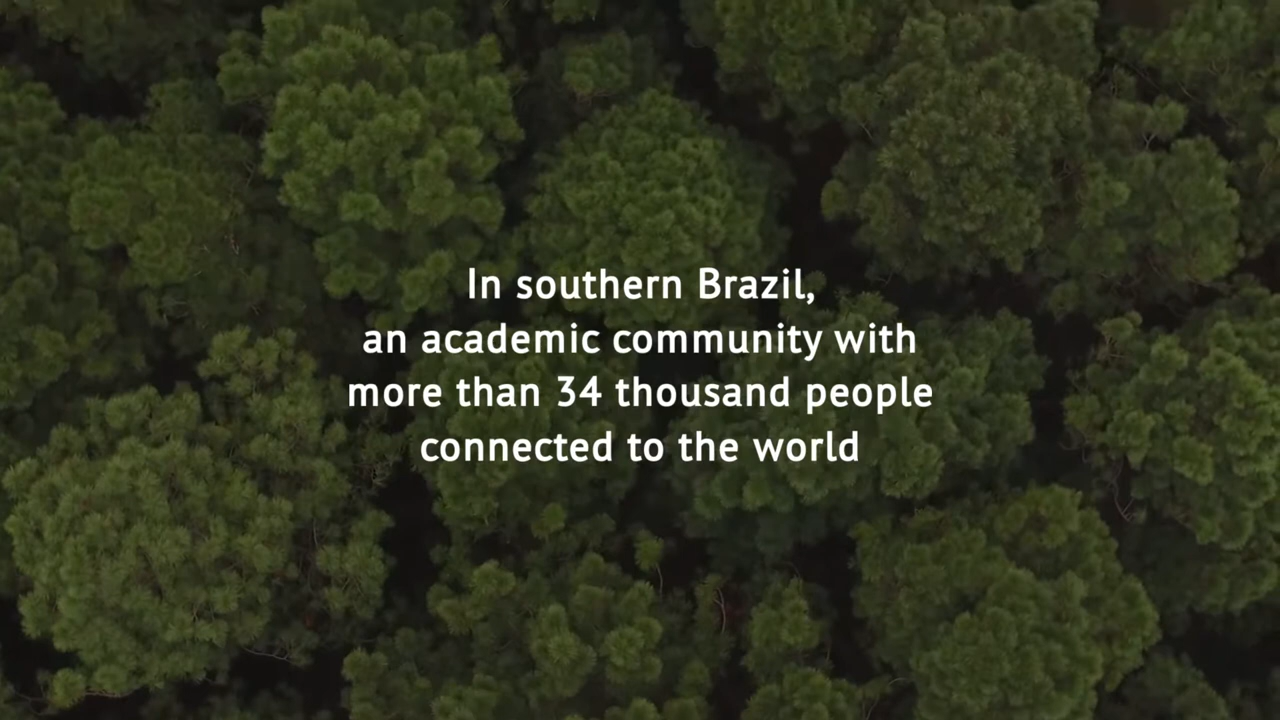 In southern Brazil,
an academic community with
more than 34 thousand people
connected to the world